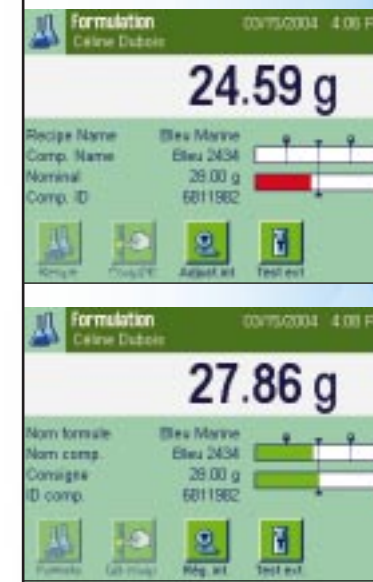 Formulation 03/15/2004 4:06 P
Céline Dubois
24.59 g
Recipe Name Bleu Marine
Comp. Name Bleu 2434
Nominal 28.00 g
Comp. ID 6811982
Recipe Adjust.int Test ext
Formulation 03/15/2004 4:08 P
Céline Dubois
27.86 g
Nom formule Bleu Marine
Nom comp. Bleu 2434
Consigne 28.00 g
ID comp. 6811982
Formule Rég. int Test ext